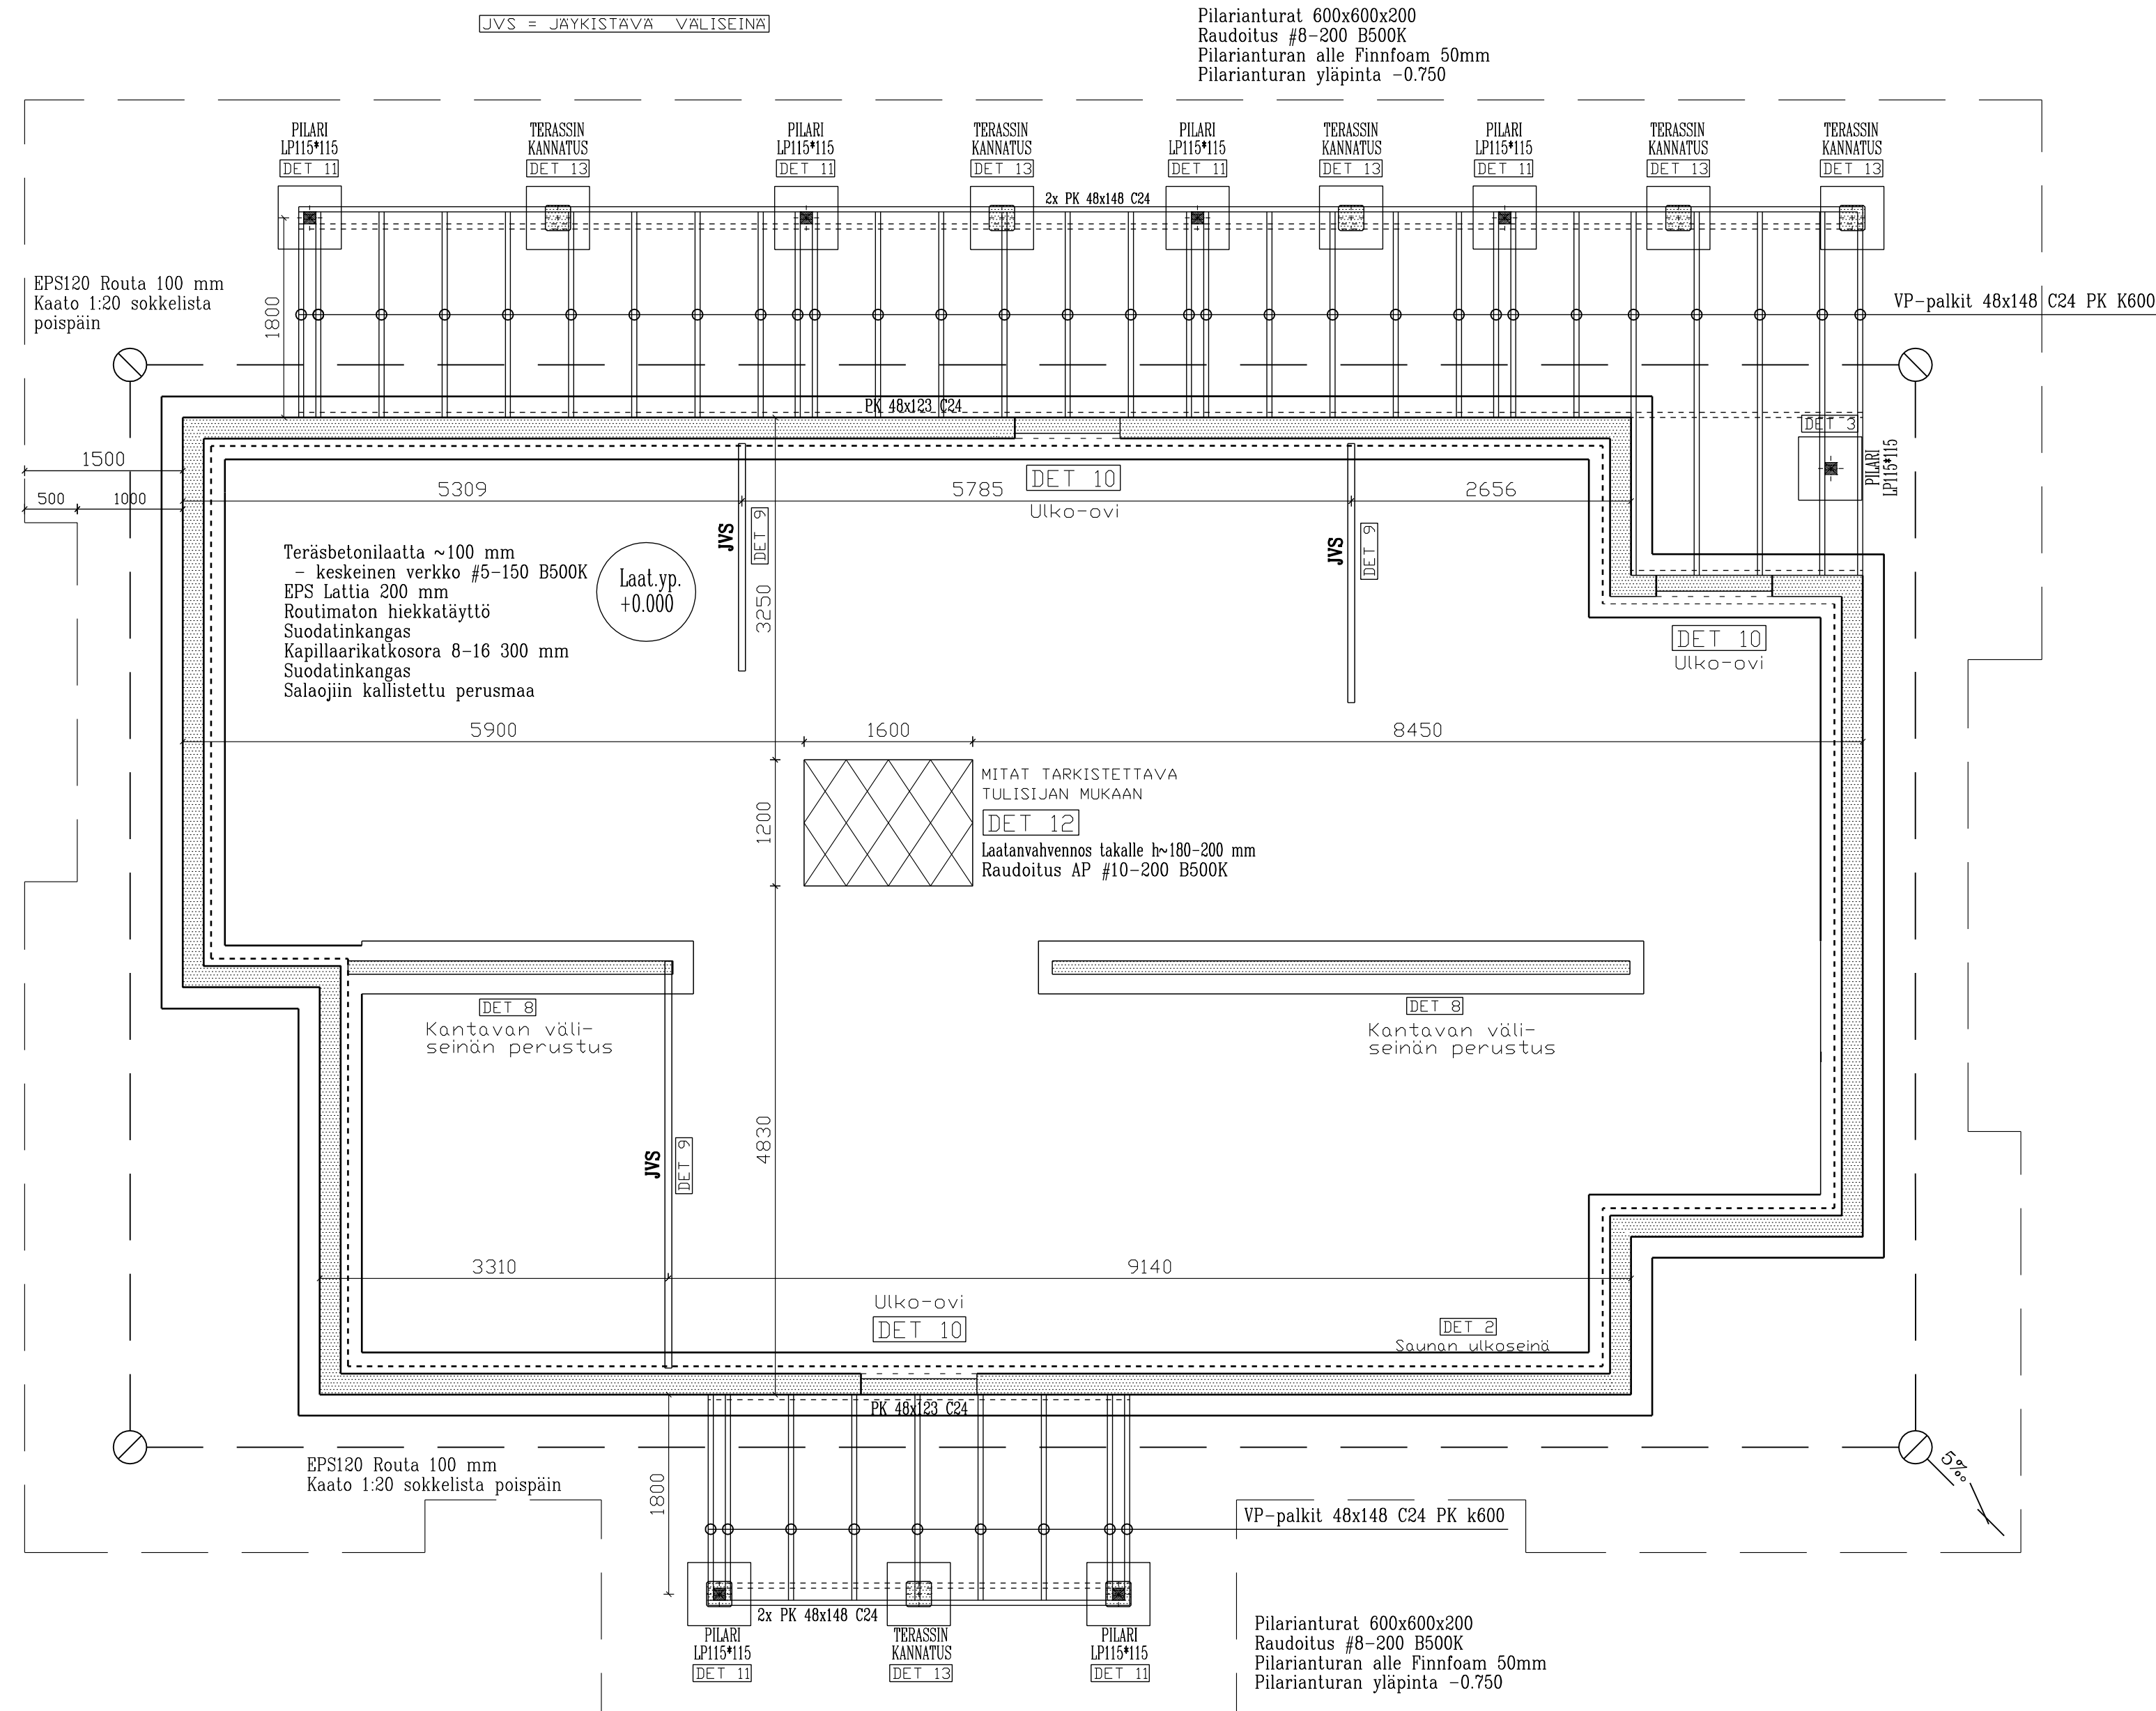 JVS = JÄYKISTÄVÄ VÄLISEINÄ
Pilarianturat 600x600x200
Raudoitus #8-200 B500K
Pilarianturan alle Finnfoam 50mm
Pilarianturan yläpinta -0.750
PILARI
LP115*115
DET 11
TERASSIN
KANNATUS
DET 13
PILARI
LP115*115
DET 11
TERASSIN
KANNATUS
DET 13
PILARI
LP115*115
DET 11
TERASSIN
KANNATUS
DET 13
PILARI
LP115*115
DET 11
TERASSIN
KANNATUS
DET 13
TERASSIN
KANNATUS
DET 13
2x PK 48x148 C24
EPS120 Routa 100 mm
Kaato 1:20 sokkelista
poispäin
1800
VP-palkit 48x148 C24 PK K600
PK 48x123 C24
DET 3
PILARI
LP115*115
1500
500
1000
5309
5785
2656
DET 10
Ulko-ovi
JVS
DET 9
JVS
DET 9
Teräsbetonilaatta ~100 mm
- keskeinen verkko #5-150 B500K
EPS Lattia 200 mm
Routimaton hiekkatäyttö
Suodatinkangas
Kapillaarikatkosora 8-16 300 mm
Suodatinkangas
Salaojiin kallistettu perusmaa
Laat.yp.
+0.000
3250
DET 10
Ulko-ovi
5900
1600
8450
1200
MITAT TARKISTETTAVA
TULISIJAN MUKAAN
DET 12
Laatanvahvennos takalle h~180-200 mm
Raudoitus AP #10-200 B500K
DET 8
Kantavan väli-
seinän perustus
DET 8
Kantavan väli-
seinän perustus
4830
JVS
DET 9
3310
9140
Ulko-ovi
DET 10
DET 2
Saunan ulkoseinä
PK 48x123 C24
EPS120 Routa 100 mm
Kaato 1:20 sokkelista poispäin
5‰
1800
VP-palkit 48x148 C24 PK k600
2x PK 48x148 C24
PILARI
LP115*115
DET 11
TERASSIN
KANNATUS
DET 13
PILARI
LP115*115
DET 11
Pilarianturat 600x600x200
Raudoitus #8-200 B500K
Pilarianturan alle Finnfoam 50mm
Pilarianturan yläpinta -0.750